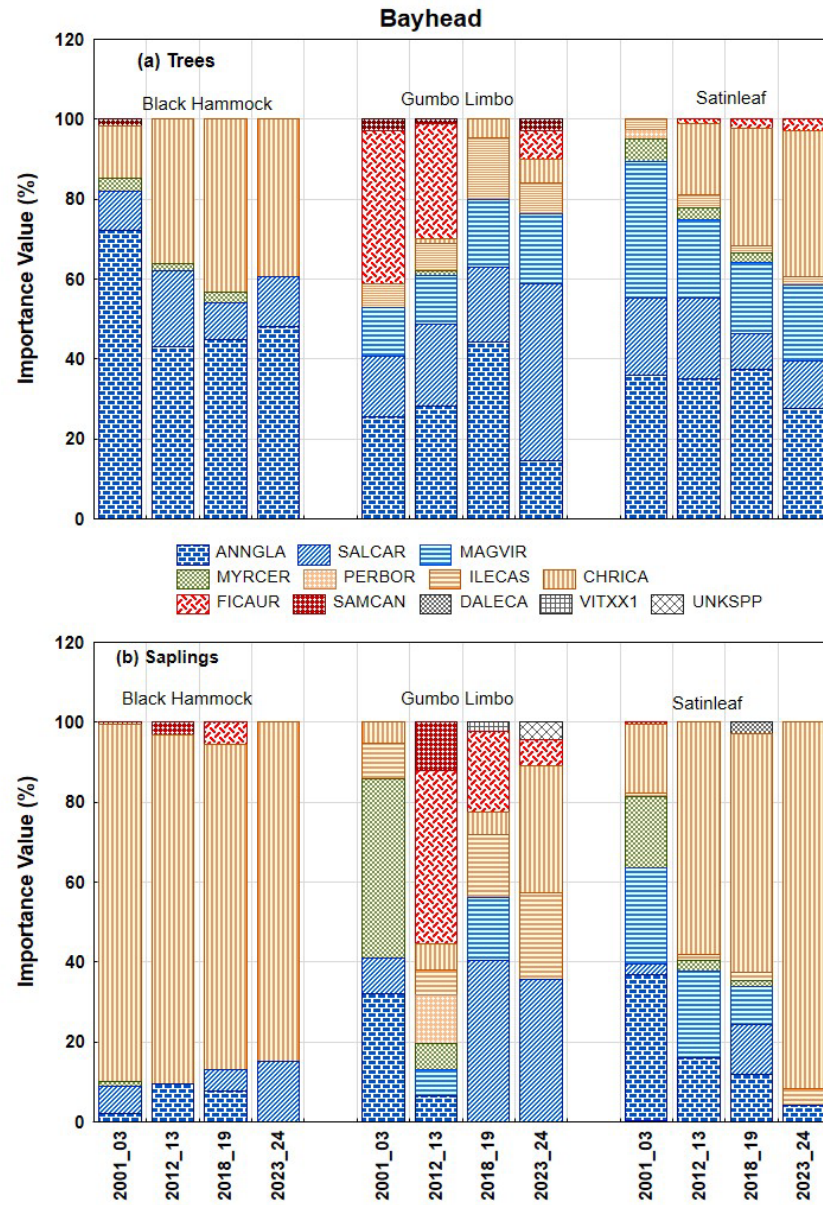 Bayhead
120
(a) Trees
Black Hammock
Gumbo Limbo
Satinleaf
100
80
60
40
20
0
Importance Value (%)
ANNGLA SALCAR MAGVIR
MYRCER PERBOR ILECAS CHRICA
FICAUR SAMCAN DALECA VITXX1 UNKSPP
120
(b) Saplings
Black Hammock
Gumbo Limbo
Satinleaf
100
80
60
40
20
0
Importance Value (%)
2001_03 2012_13 2018_19 2023_24 2001_03 2012_13 2018_19 2023_24 2001_03 2012_13 2018_19 2023_24